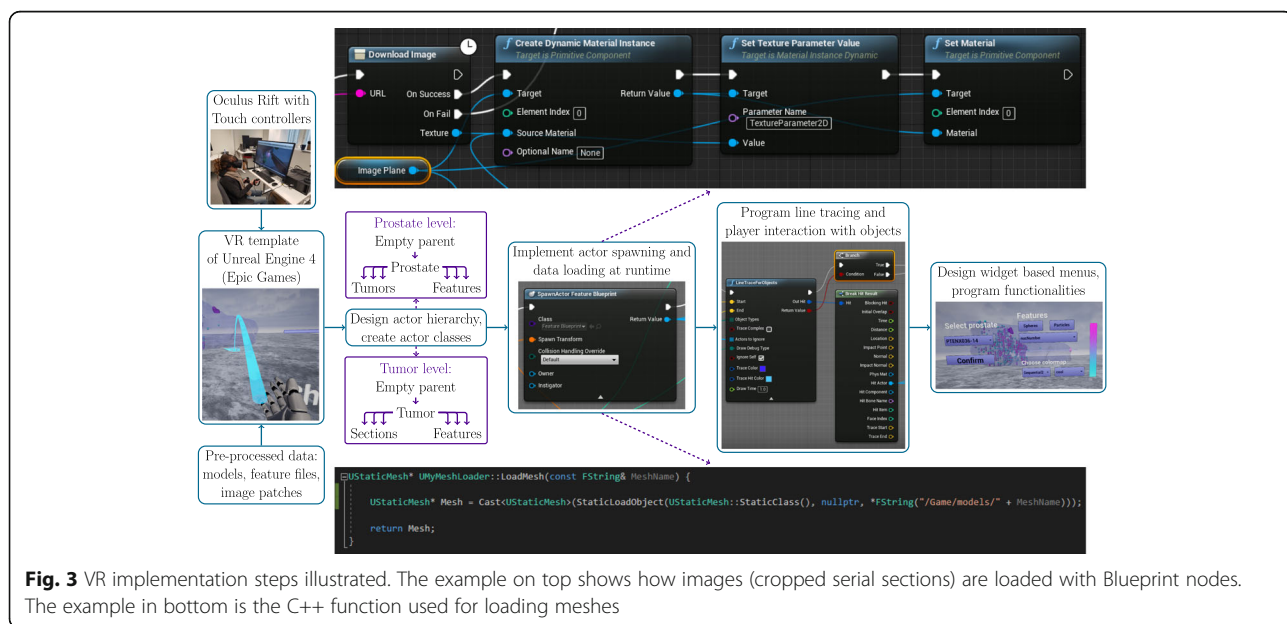 Download Image
URL
On Success
On Fail
Texture
Image Plane
Create Dynamic Material Instance
Target is Primitive Component
Target
Return Value
Element Index 0
Source Material
Optional Name None
Set Texture Parameter Value
Target is Material Instance Dynamic
Target
Parameter Name
TextureParameter2D
Value
Set Material
Target is Primitive Component
Target
Element Index 0
Material
Oculus Rift with
Touch controllers
VR template
of Unreal Engine 4
(Epic Games)
Pre-processed data:
models, feature files,
image patches
Prostate level:
Empty parent
Prostate
Tumors Features
Design actor hierarchy,
create actor classes
Tumor level:
Empty parent
Tumor
Sections Features
Implement actor spawning and
data loading at runtime
SpawnActor Feature Blueprint
Class
Feature Blueprint
Return Value
Spawn Transform
Collision Handling Override
Default
Owner
Instigator
Program line tracing and
player interaction with objects
LineTraceForObjects
Start
Out Hit
End
Return Value
Object Types
Trace Complex
Actors to Ignore
Draw Debug Type
Ignore Self
Trace Color
Trace Hit Color
Draw Time 1.0
Branch
True
Condition
False
Break Hit Result
Hit
Blocking Hit
Initial Overlap
Time
Distance
Location
Impact Point
Normal
Impact Normal
Phys Mat
Hit Actor
Hit Component
Hit Bone Name
Hit Item
Face Index
Trace Start
Trace End
Design widget based menus,
program functionalities
Select prostate
Confirm
Features
Spheres
Particles
Choose colormap
UStaticMesh* UMyMeshLoader::LoadMesh(const FString& MeshName) {
UStaticMesh* Mesh = Cast<UStaticMesh>(StaticLoadObject(UStaticMesh::StaticClass(), nullptr, *FString("/Game/models/" + MeshName)));
return Mesh;
}
Fig. 3 VR implementation steps illustrated. The example on top shows how images (cropped serial sections) are loaded with Blueprint nodes.
The example in bottom is the C++ function used for loading meshes